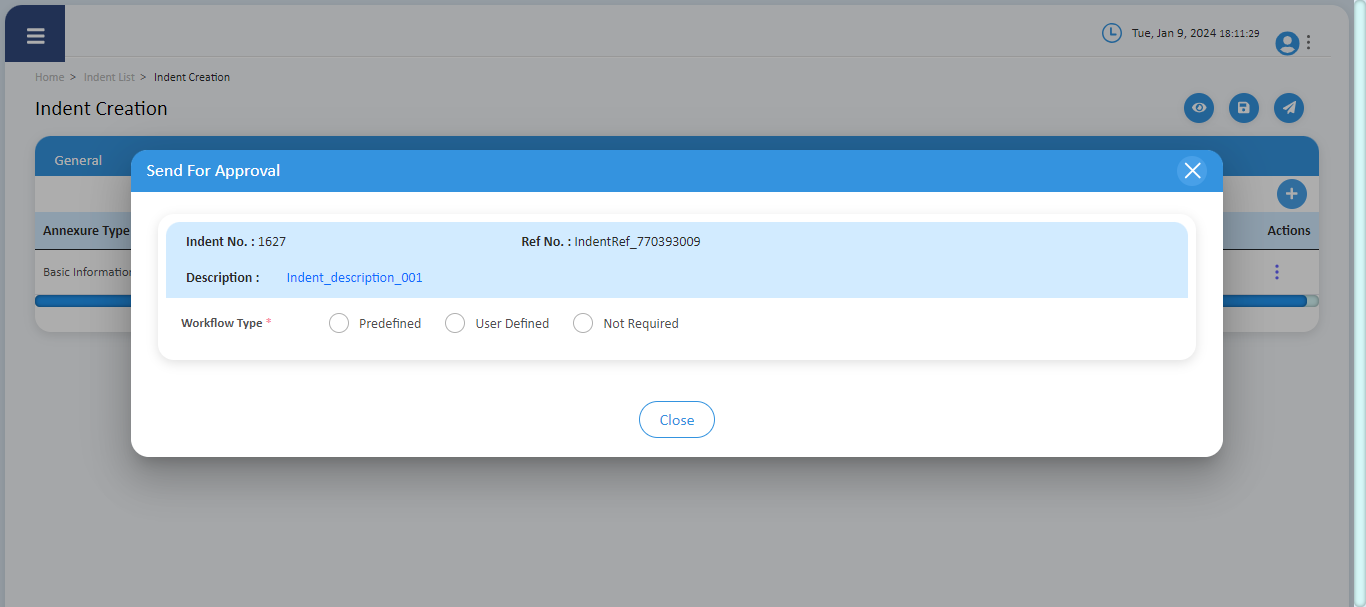 Tue, Jan 9, 2024 18:11:29
Home > Indent List > Indent Creation
Indent Creation
General
Send For Approval
Annexure Type
Actions
Indent No. : 1627 Ref No. : IndentRef_770393009
Description : Indent_description_001
Basic Information
Workflow Type * Predefined User Defined Not Required
Close